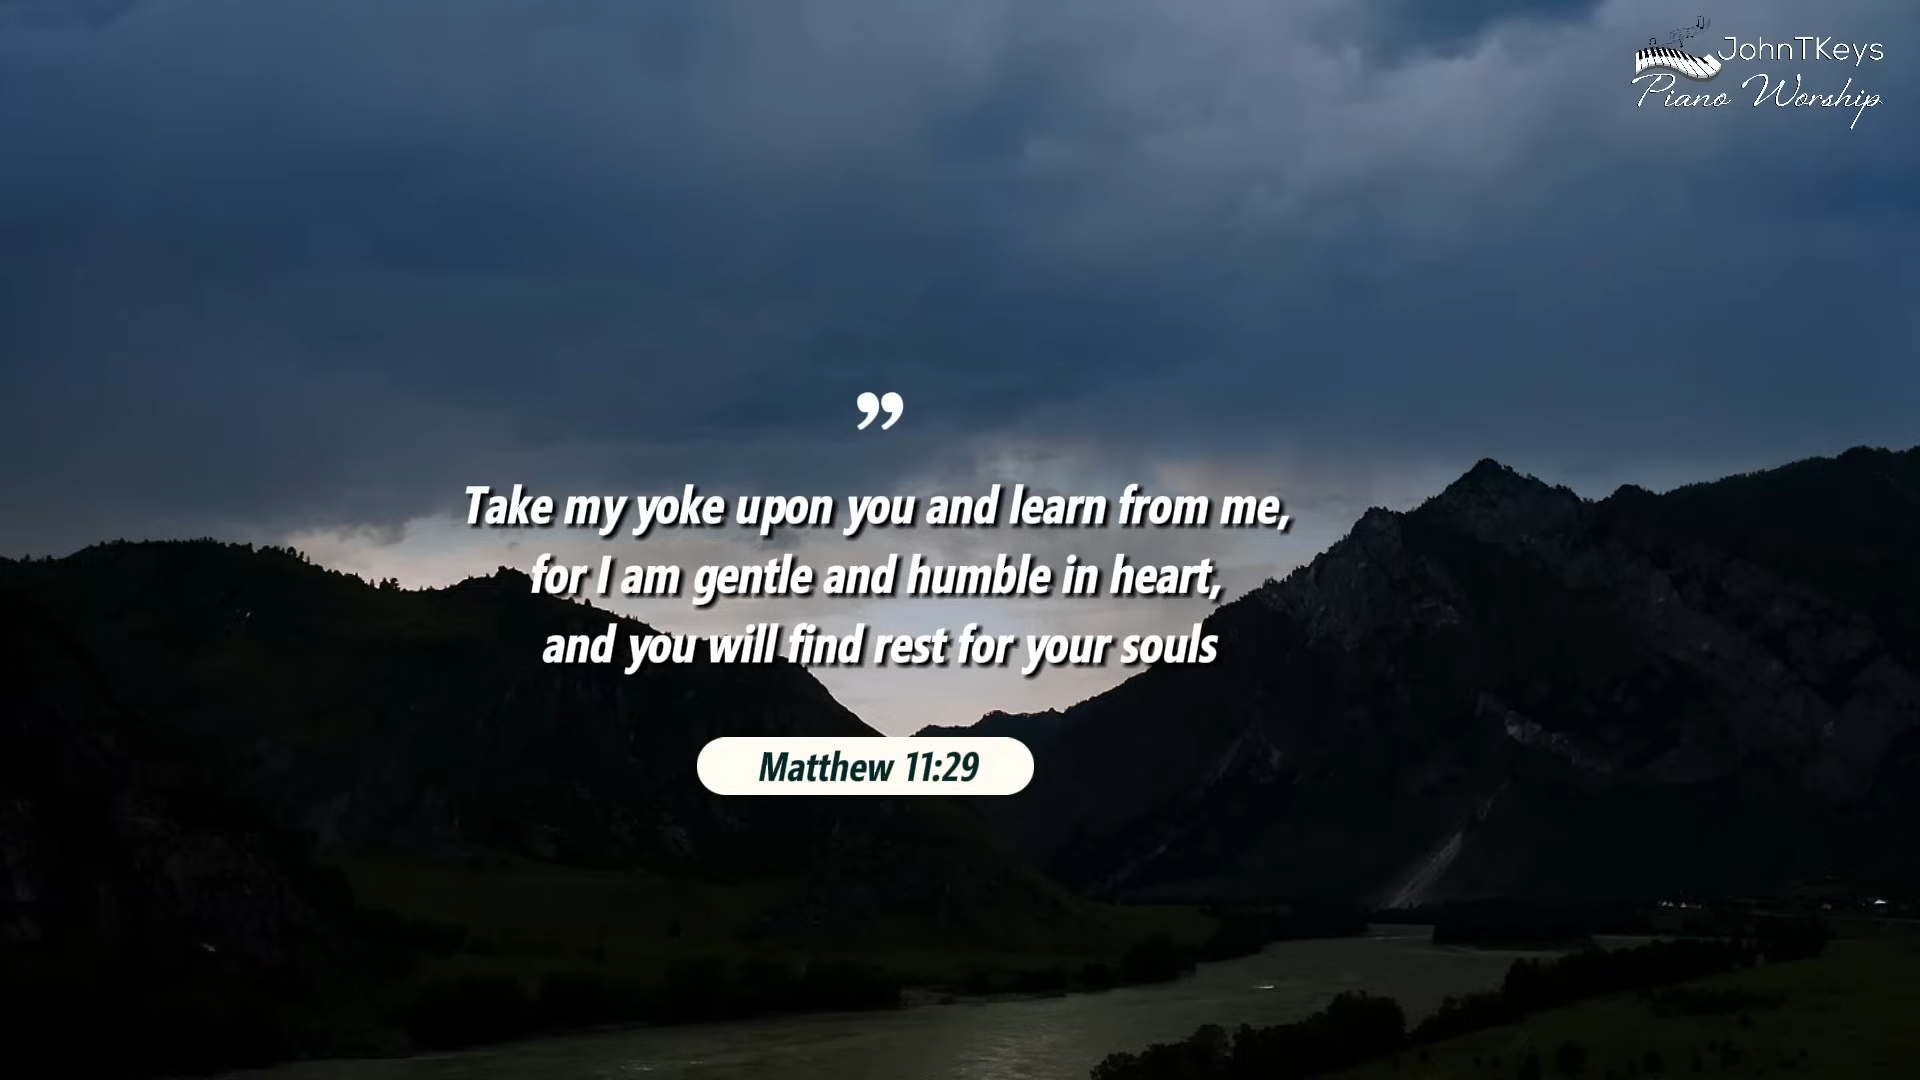 JohnTKeys
Piano Worship
”
Take my yoke upon you and learn from me,
for I am gentle and humble in heart,
and you will find rest for your souls
Matthew 11:29